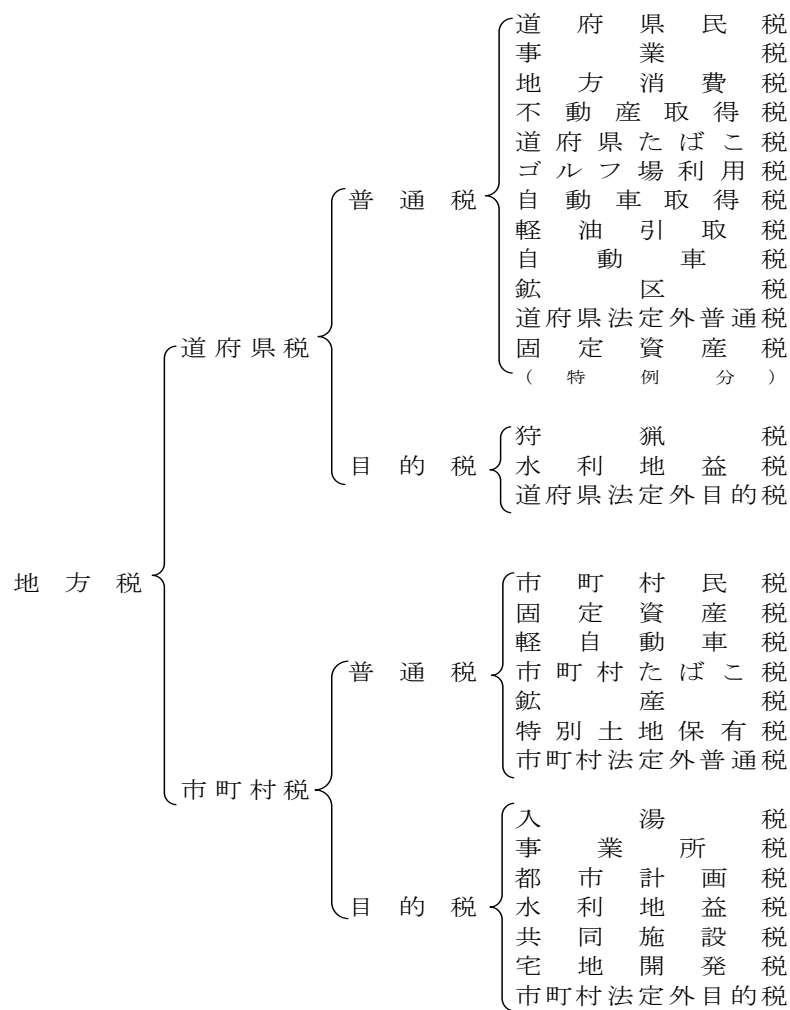 道府県民税
事業税
地方消費税
不動産取得税
道府県たばこ税
ゴルフ場利用税
普通税
自動車取得税
軽油引取税
自動車税
鉱区税
道府県法定外普通税
道府県税
固定資産税
(特例分)
狩猟税
目的税
水利地益税
道府県法定外目的税
地方税
市町村民税
固定資産税
軽自動車税
普通税
市町村たばこ税
鉱産税
特別土地保有税
市町村法定外普通税
市町村税
入湯税
事業所税
都市計画税
目的税
水利地益税
共同施設税
宅地開発税
市町村法定外目的税